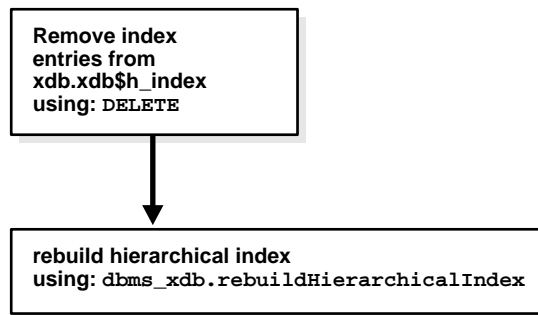 Remove index
entries from
xdb.xdb$h_index
using: DELETE
rebuild hierarchical index
using: dbms_xdb.rebuildHierarchicalIndex